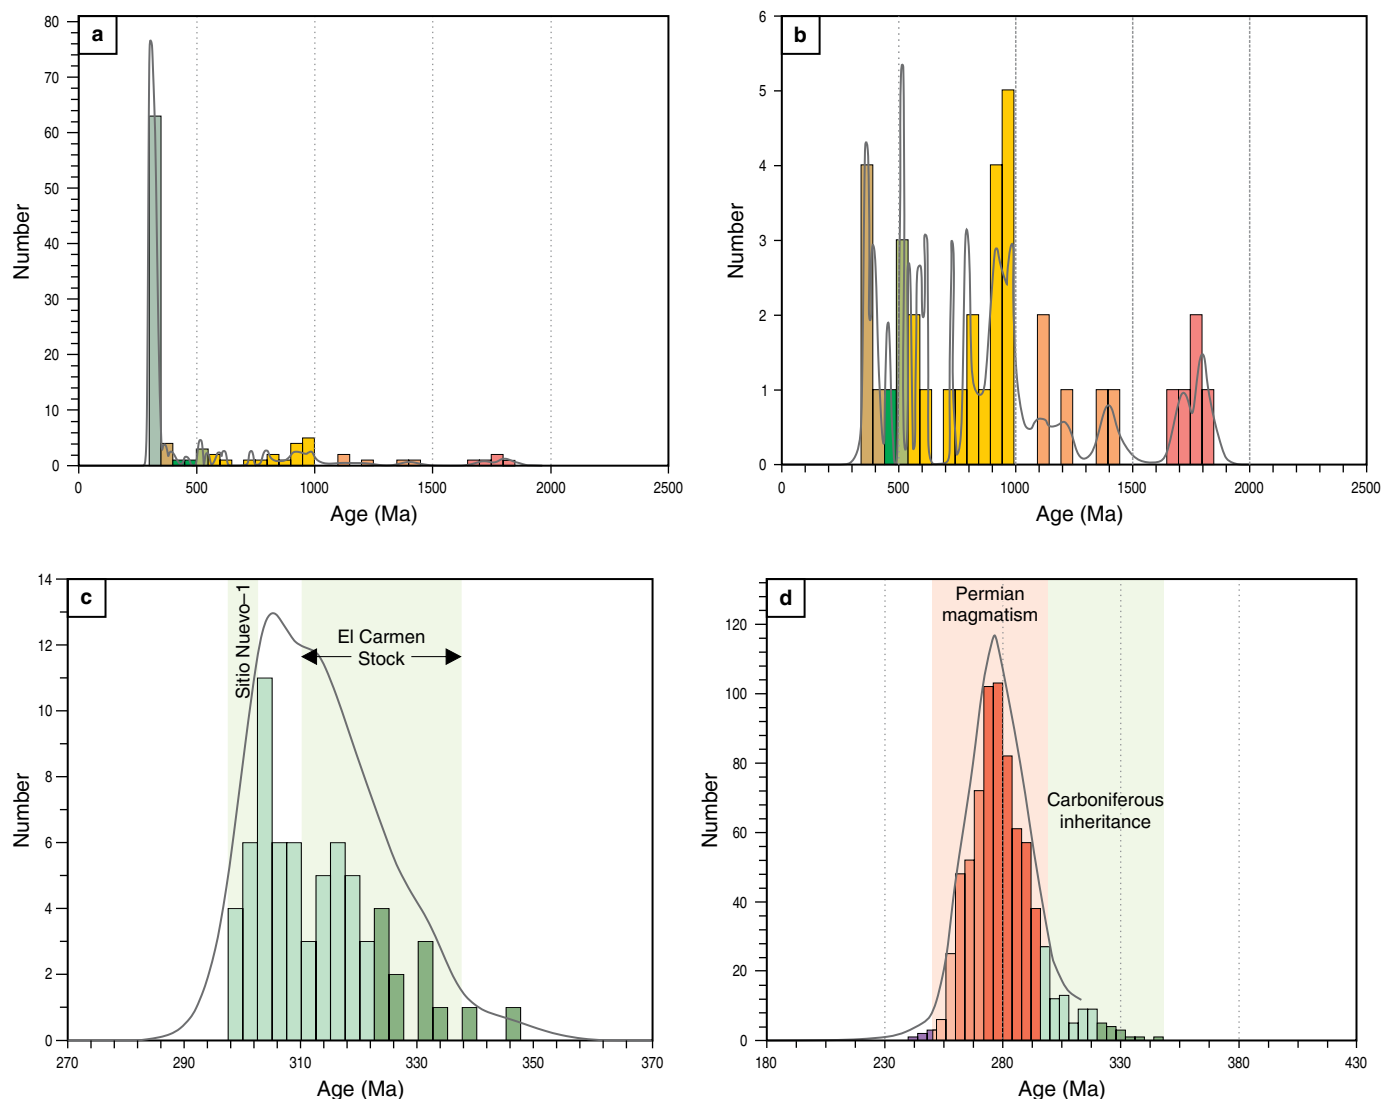 a
80
70
60
50
40
30
20
10
0
Number
0 500 1000 1500 2000 2500
Age (Ma)
b
6
5
4
3
2
1
0
Number
0 500 1000 1500 2000 2500
Age (Ma)
c
14
12
10
8
6
4
2
0
Number
Sitio Nuevo–1
El Carmen
Stock
270 290 310 330 350 370
Age (Ma)
d
120
100
80
60
40
20
0
Number
Permian
magmatism
Carboniferous
inheritance
180 230 280 330 380 430
Age (Ma)